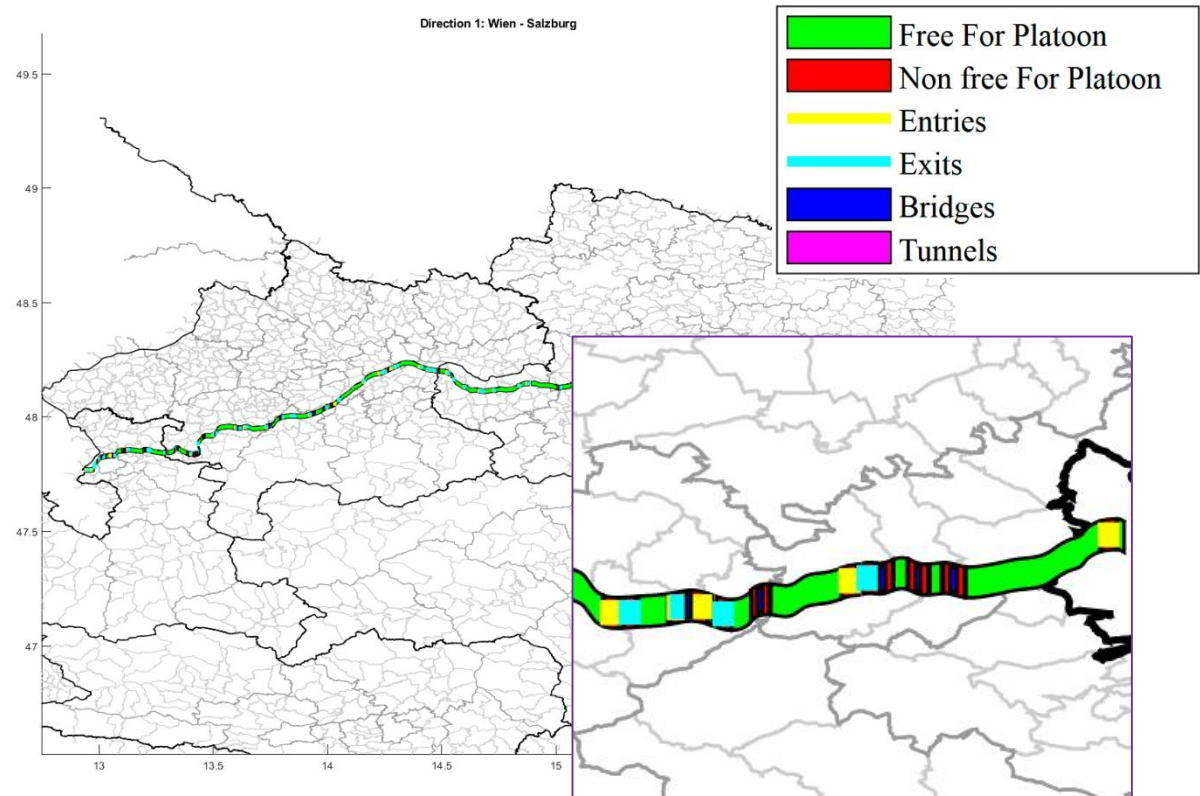 Direction 1: Wien - Salzburg
Free For Platoon
Non free For Platoon
Entries
Exits
Bridges
Tunnels
49.5
49
48.5
48
47.5
47
13
13.5
14
14.5
15